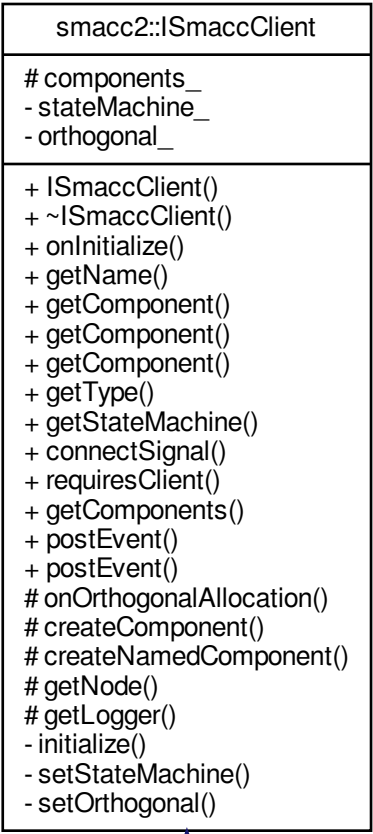 smacc2::ISmaccClient
# components_
- stateMachine_
- orthogonal_
+ ISmaccClient()
+ ~ISmaccClient()
+ onInitialize()
+ getName()
+ getComponent()
+ getComponent()
+ getComponent()
+ getType()
+ getStateMachine()
+ connectSignal()
+ requiresClient()
+ getComponents()
+ postEvent()
+ postEvent()
# onOrthogonalAllocation()
# createComponent()
# createNamedComponent()
# getNode()
# getLogger()
- initialize()
- setStateMachine()
- setOrthogonal()